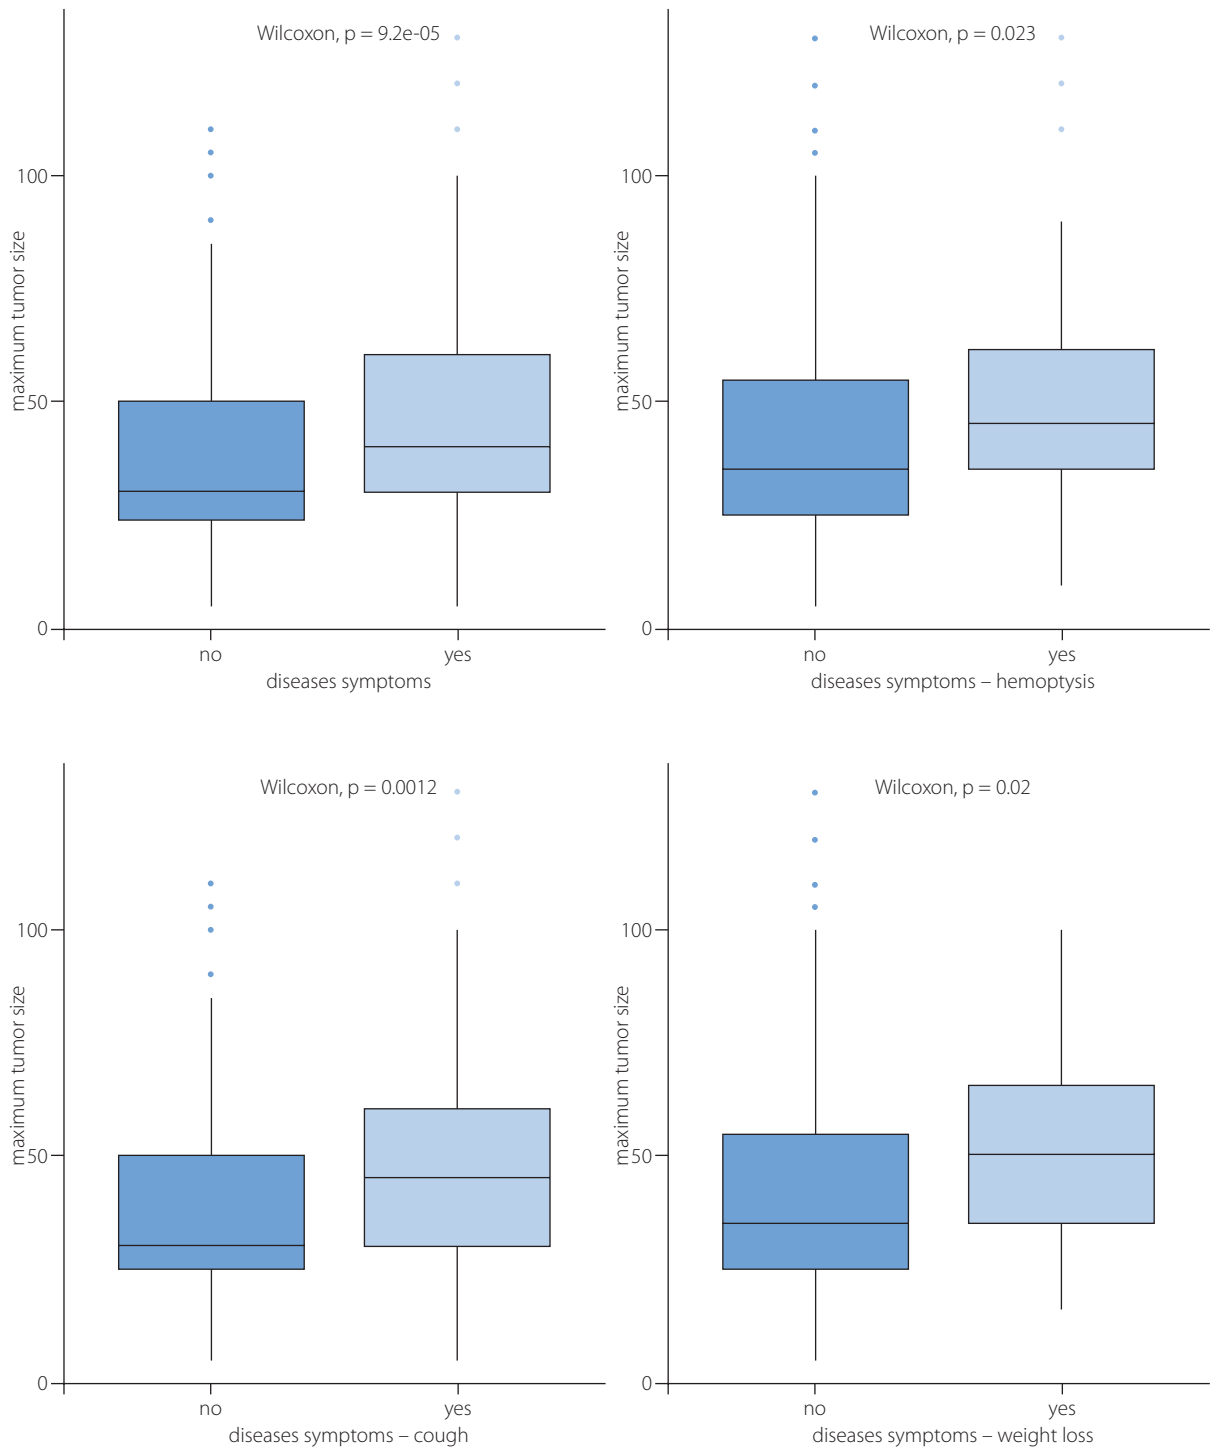 Wilcoxon, p = 9.2e-05
maximum tumor size
100
50
0
no
yes
diseases symptoms
Wilcoxon, p = 0.023
maximum tumor size
100
50
0
no
yes
diseases symptoms – hemoptysis
Wilcoxon, p = 0.0012
maximum tumor size
100
50
0
no
yes
diseases symptoms – cough
Wilcoxon, p = 0.02
maximum tumor size
100
50
0
no
yes
diseases symptoms – weight loss